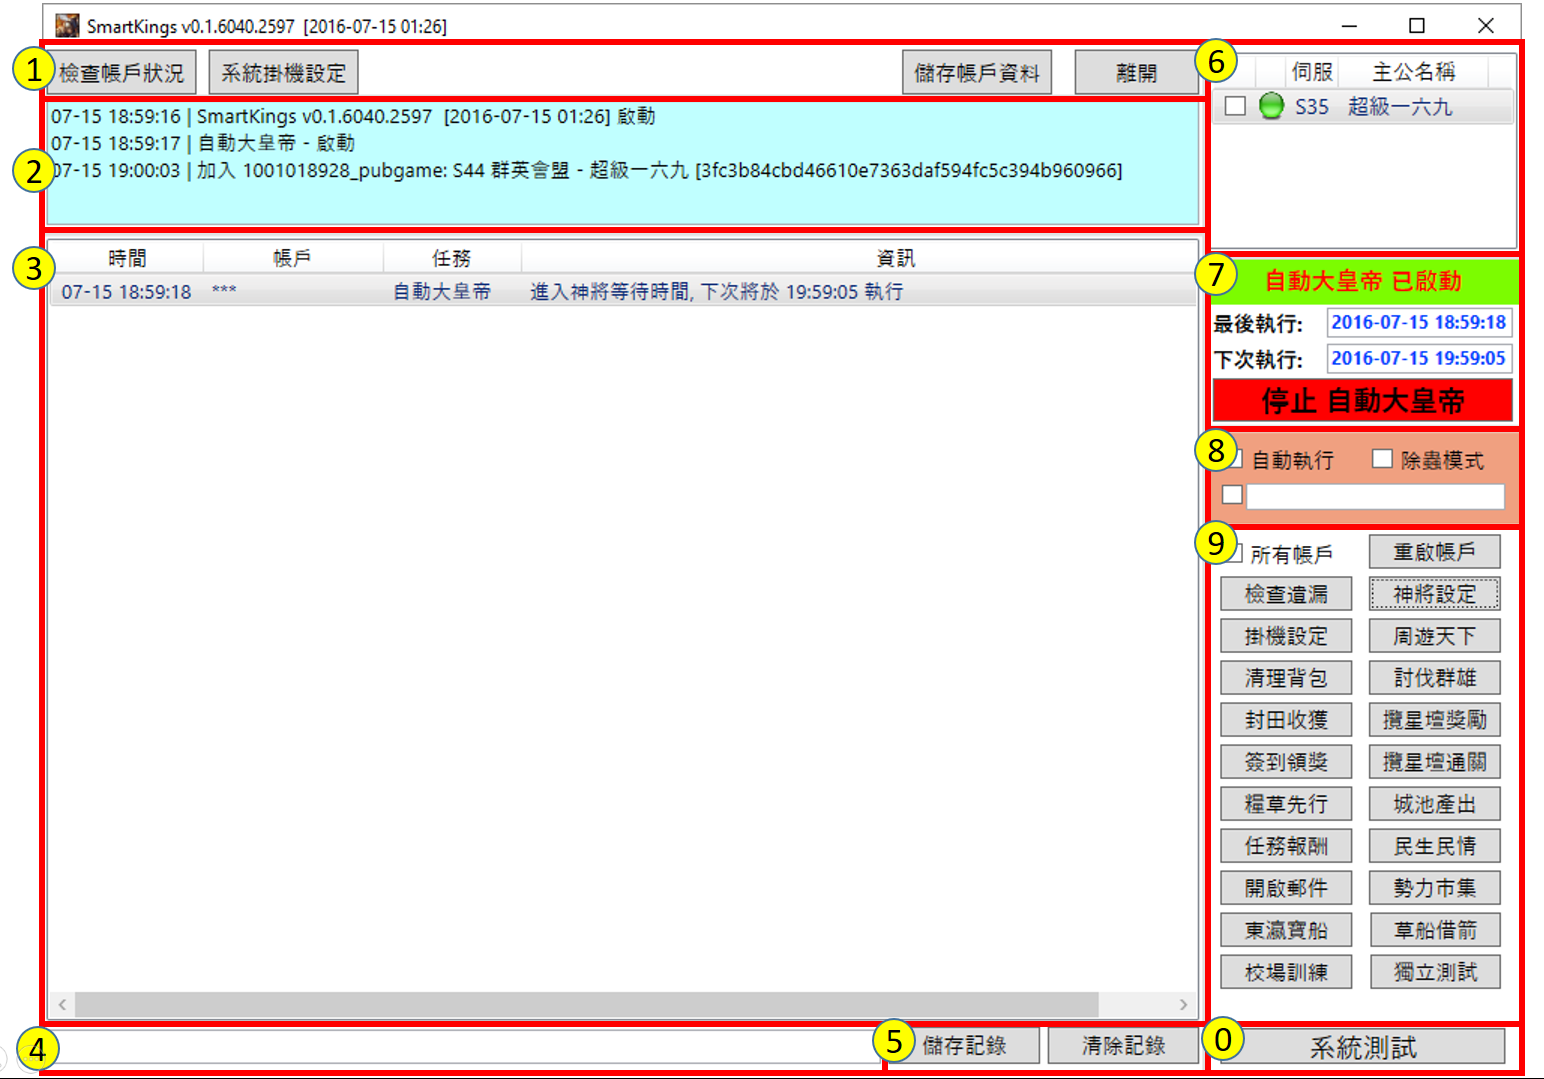 SmartKings v0.1.6040.2597 [2016-07-15 01:26]
1 檢查帳戶狀況 系統掛機設定 儲存帳戶資料 離開
2
07-15 18:59:16 | SmartKings v0.1.6040.2597 [2016-07-15 01:26] 啟動
07-15 18:59:17 | 自動大皇帝 - 啟動
07-15 19:00:03 | 加入 1001018928_pubgame: S44 群英會盟 - 超級一六九 [3fc3b84cbd46610e7363daf594fc5c394b960966]
3 時間 帳戶 任務 資訊
07-15 18:59:18 *** 自動大皇帝 進入神將等待時間, 下次將於 19:59:05 執行
4
5 儲存記錄 清除記錄
6 伺服 主公名稱
S35 超級一六九
7 自動大皇帝 已啟動
最後執行: 2016-07-15 18:59:18
下次執行: 2016-07-15 19:59:05
停止 自動大皇帝
8 自動執行 除蟲模式
9 所有帳戶 重啟帳戶
檢查遺漏 神將設定
掛機設定 周遊天下
清理背包 討伐群雄
封田收獲 攬星壇獎勵
簽到領獎 攬星壇通關
糧草先行 城池產出
任務報酬 民生民情
開啟郵件 勢力市集
東瀛寶船 草船借箭
校場訓練 獨立測試
0 系統測試